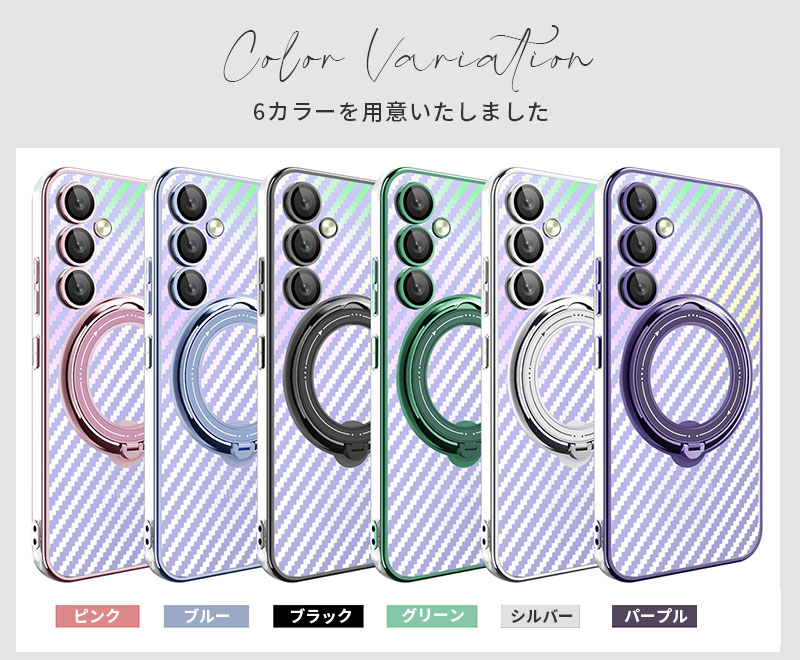 Color Variation
6カラーを用意いたしました
ピンク
ブルー
ブラック
グリーン
シルバー
パープル